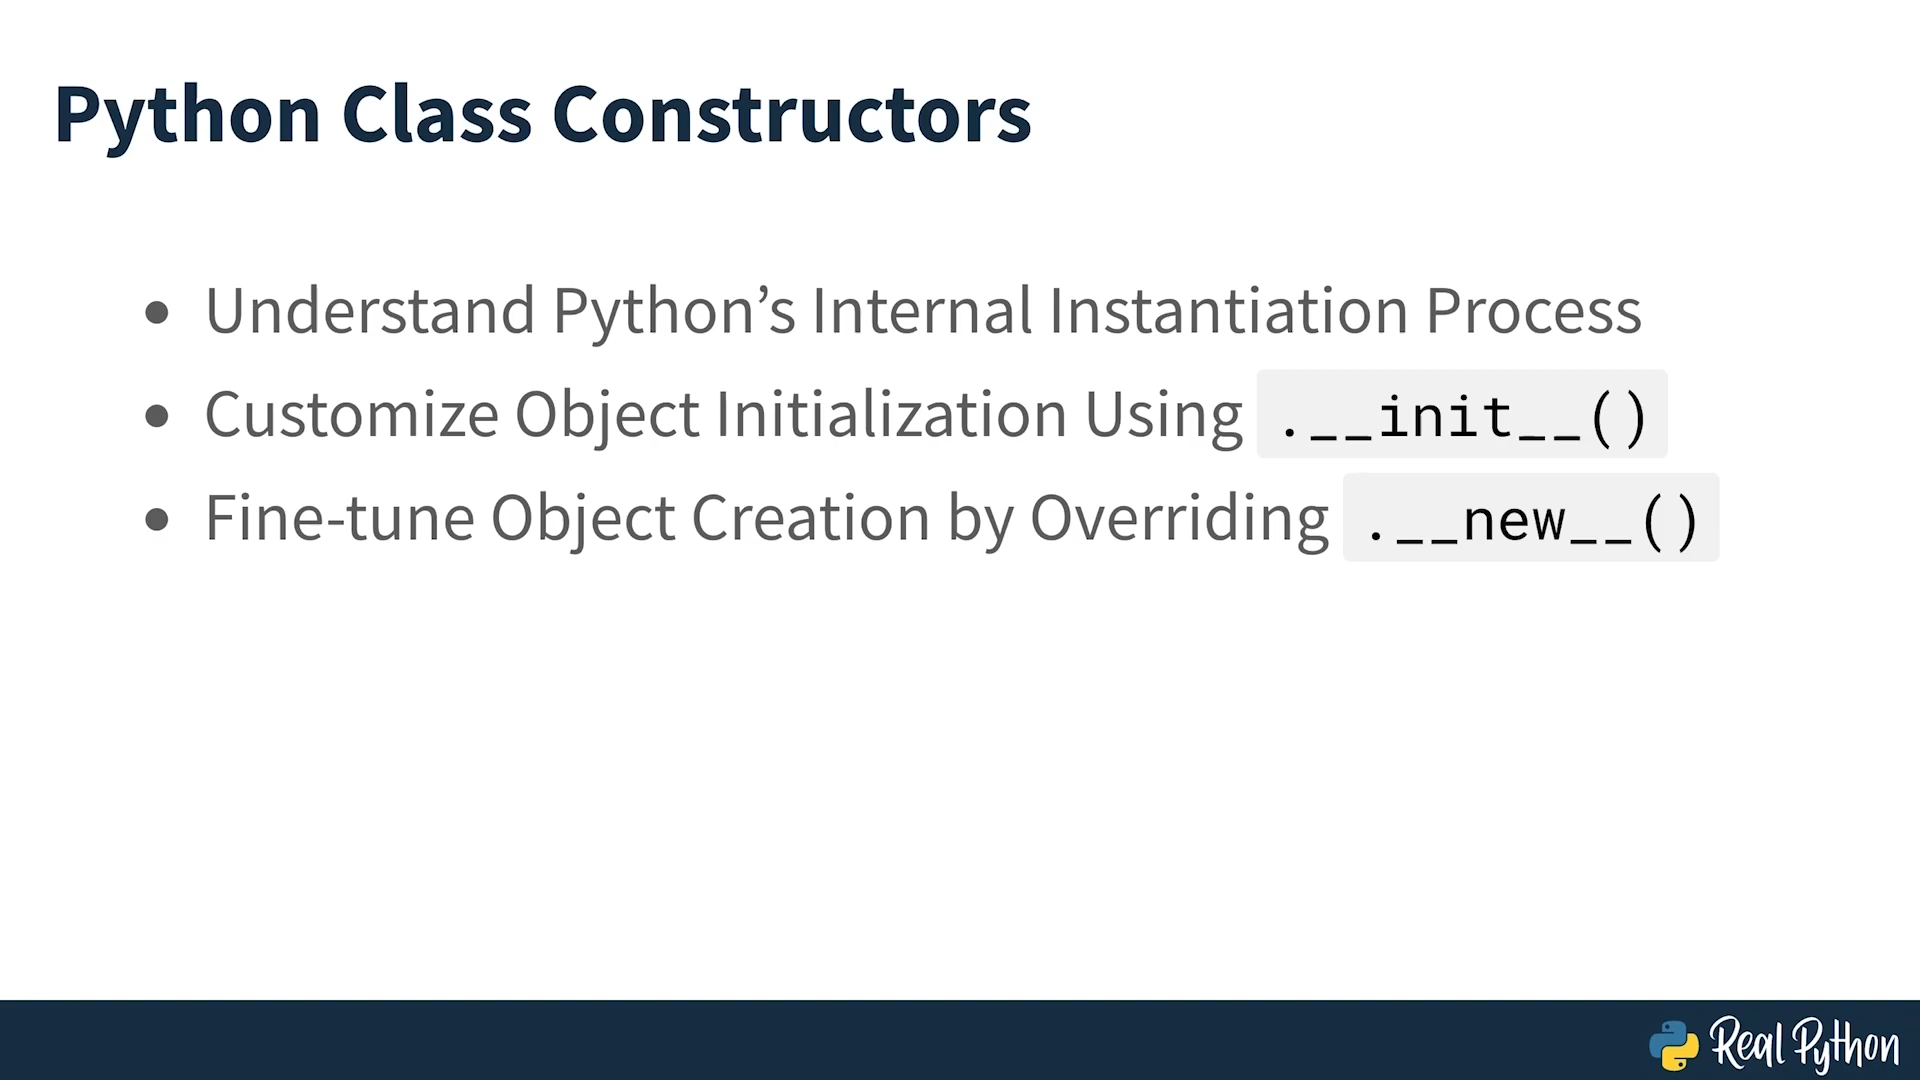 Python Class Constructors
• Understand Python’s Internal Instantiation Process
• Customize Object Initialization Using .__init__()
• Fine-tune Object Creation by Overriding .__new__()
Real Python